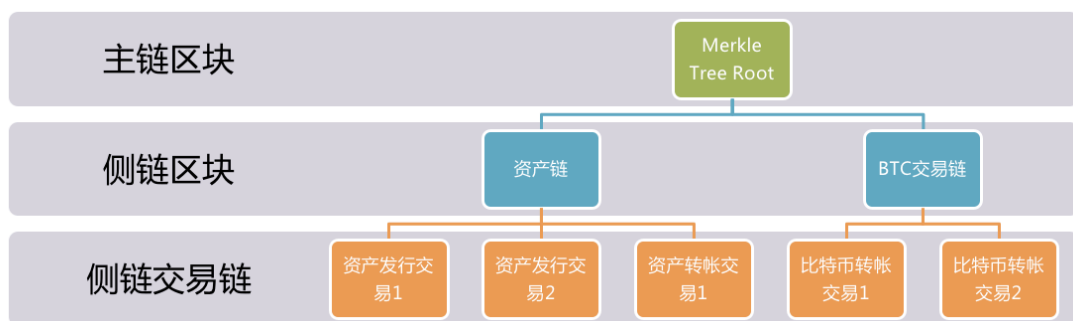 主链区块
Merkle
Tree Root
侧链区块
资产链
BTC交易链
侧链交易链
资产发行交
易1
资产发行交
易2
资产转帐交
易1
比特币转帐
交易1
比特币转帐
交易2